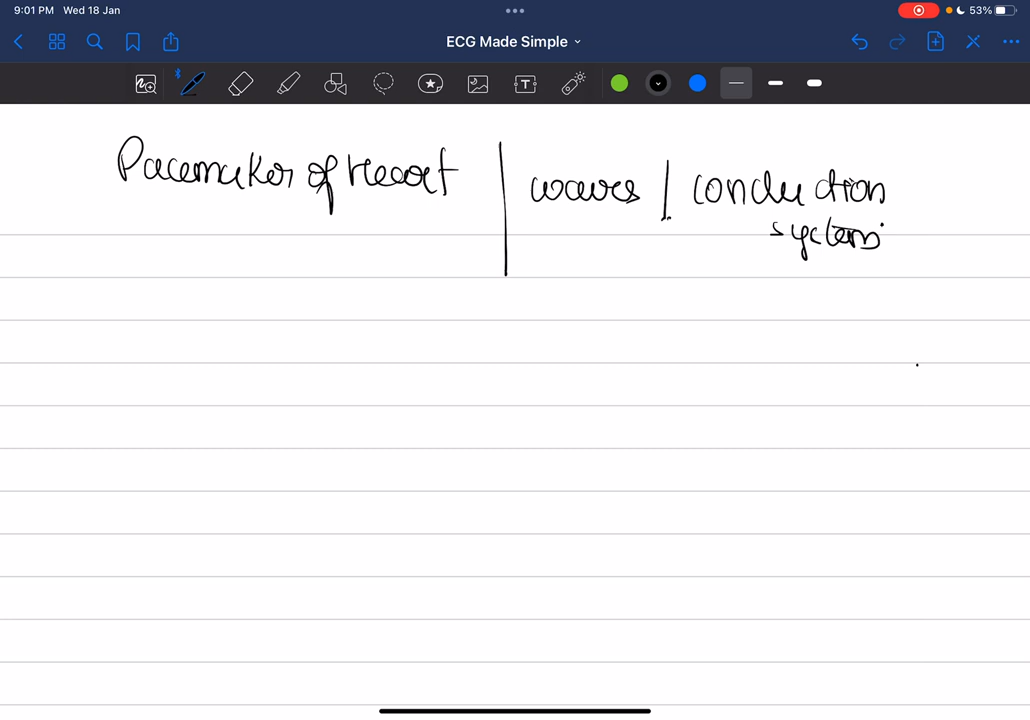 9:01 PM Wed 18 Jan
53%
ECG Made Simple
T
Pacemaker of Heart | waves | conduction
system